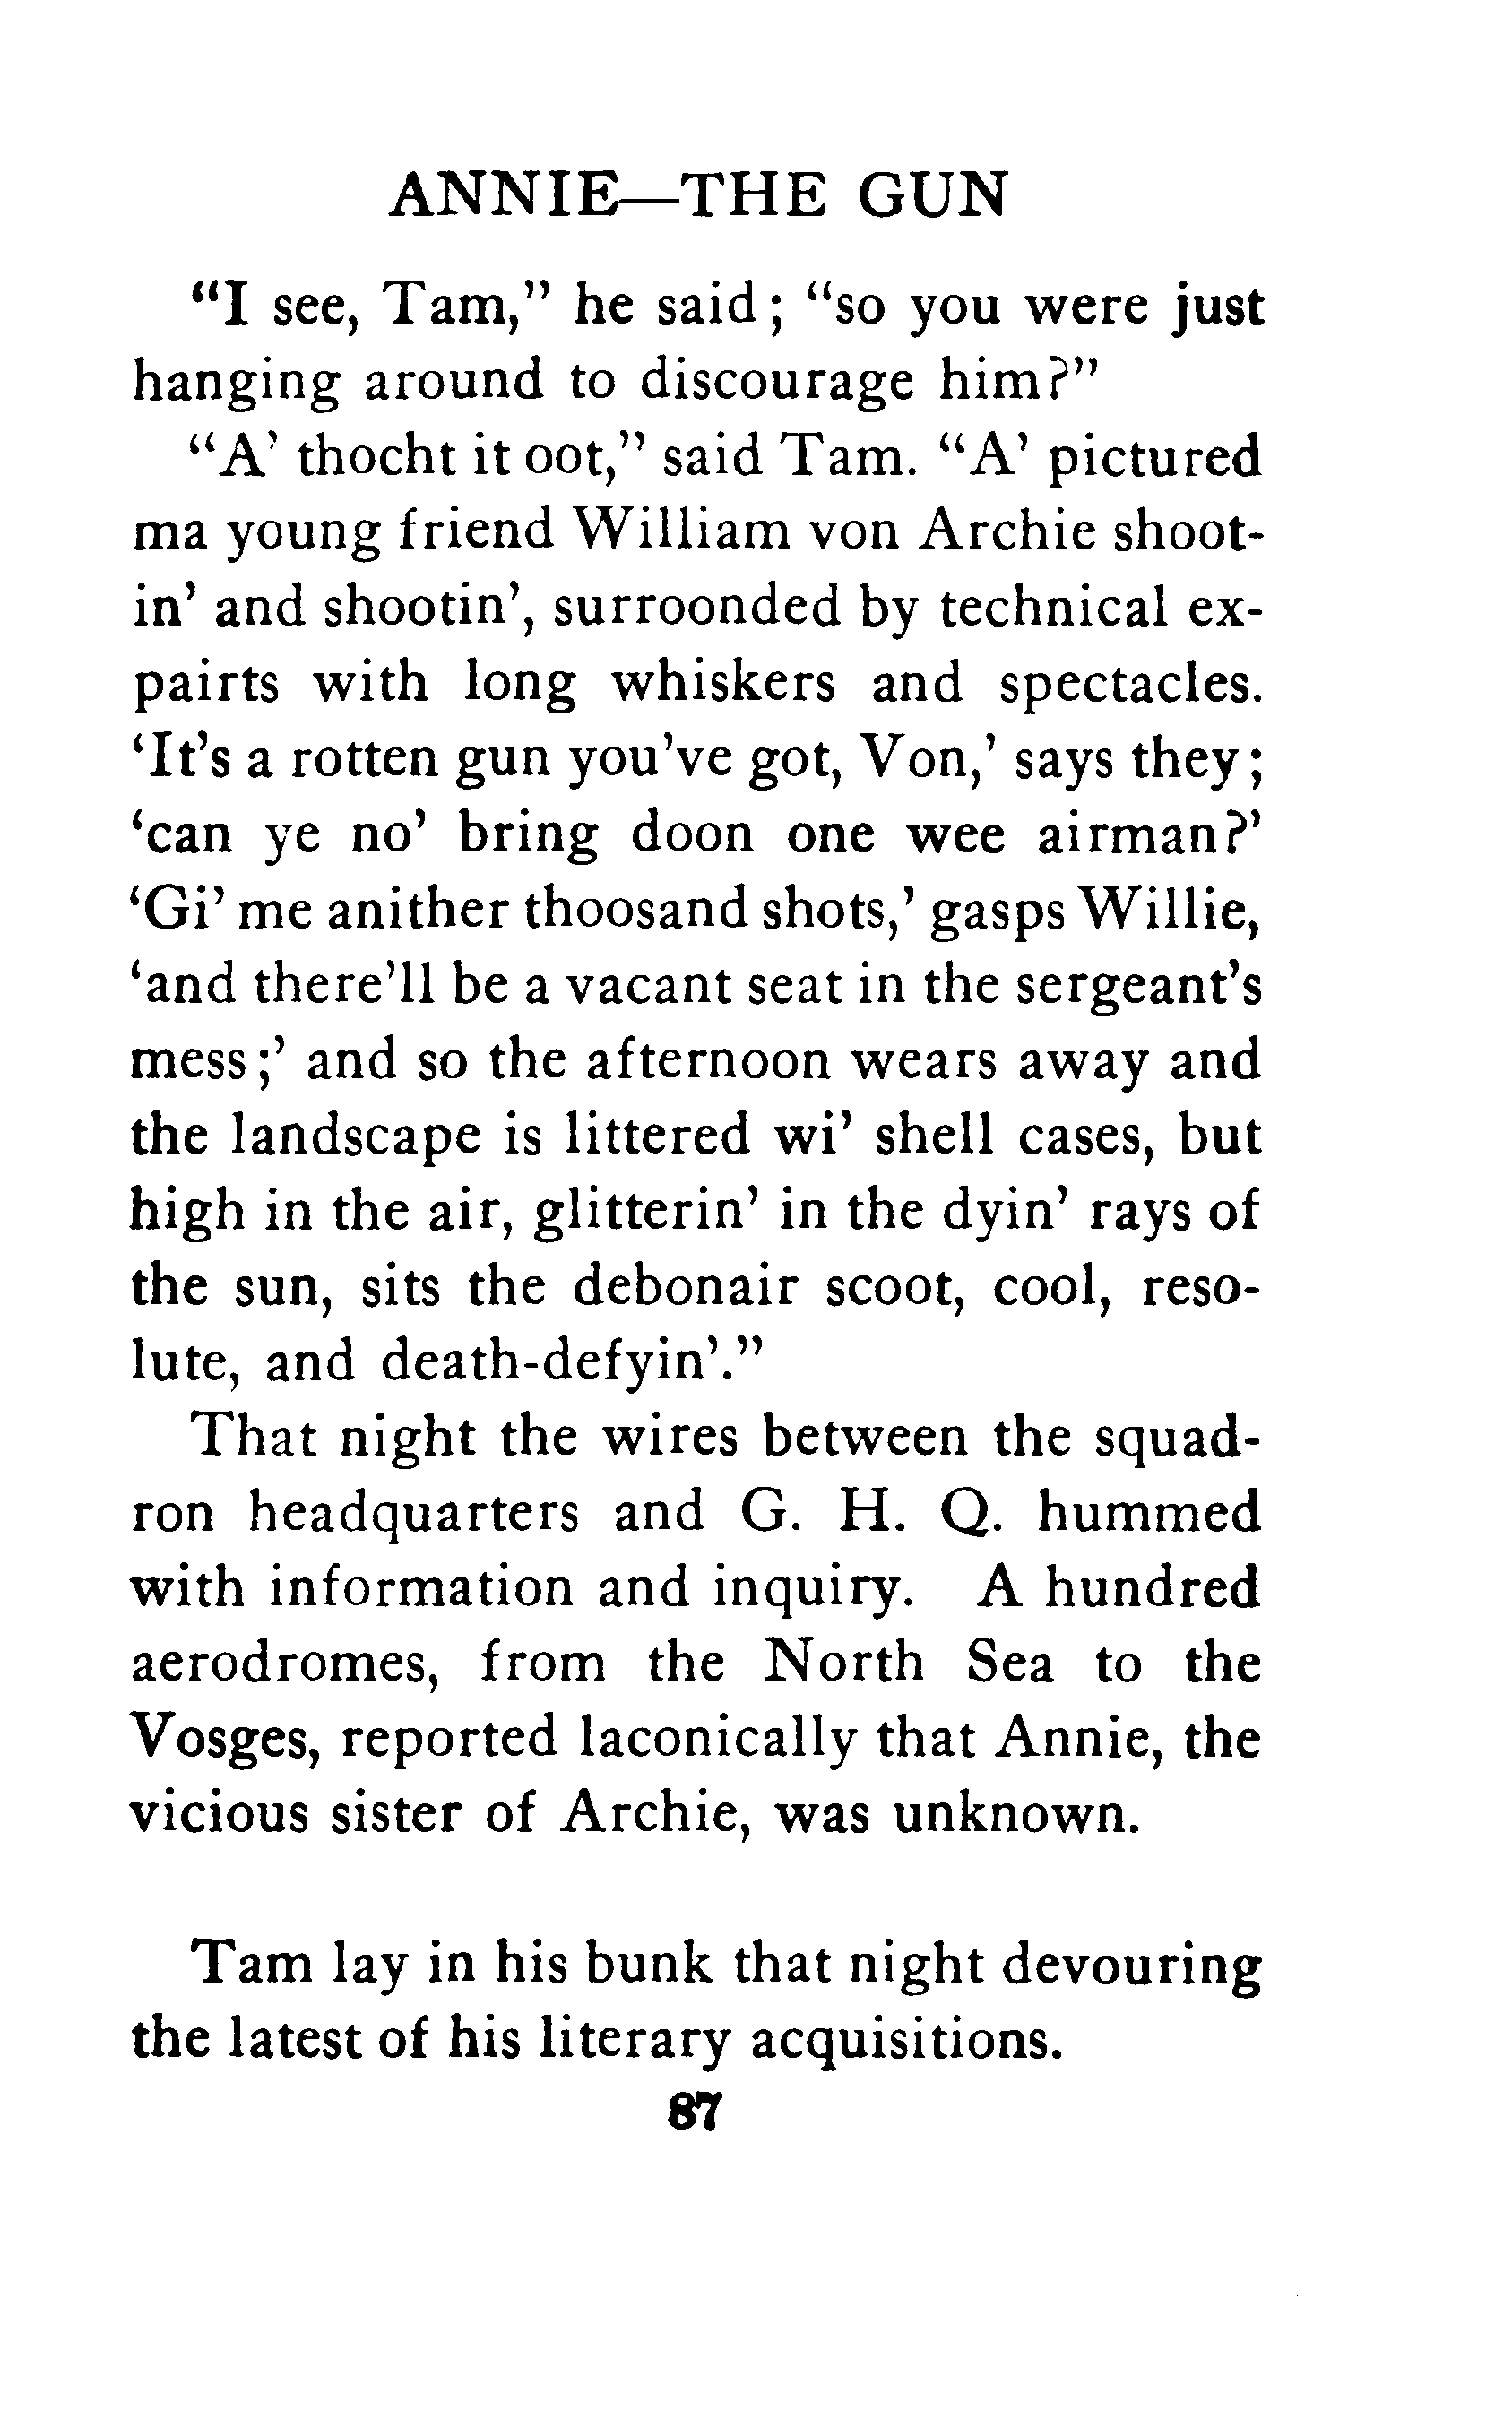 ANNIE—THE GUN
"I see, Tam," he said; "so you were just
hanging around to discourage him?"
"A' thocht it oot," said Tam. "A' pictured
ma young friend William von Archie shoot-
in' and shootin', surroonded by technical ex-
pairts with long whiskers and spectacles.
'It's a rotten gun you've got, Von,' says they;
'can ye no' bring doon one wee airman?'
'Gi' me anither thoosand shots,' gasps Willie,
'and there'll be a vacant seat in the sergeant's
mess;' and so the afternoon wears away and
the landscape is littered wi' shell cases, but
high in the air, glitterin' in the dyin' rays of
the sun, sits the debonair scoot, cool, reso-
lute, and death-defyin'."
That night the wires between the squad-
ron headquarters and G. H. Q. hummed
with information and inquiry. A hundred
aerodromes, from the North Sea to the
Vosges, reported laconically that Annie, the
vicious sister of Archie, was unknown.
Tam lay in his bunk that night devouring
the latest of his literary acquisitions.
87